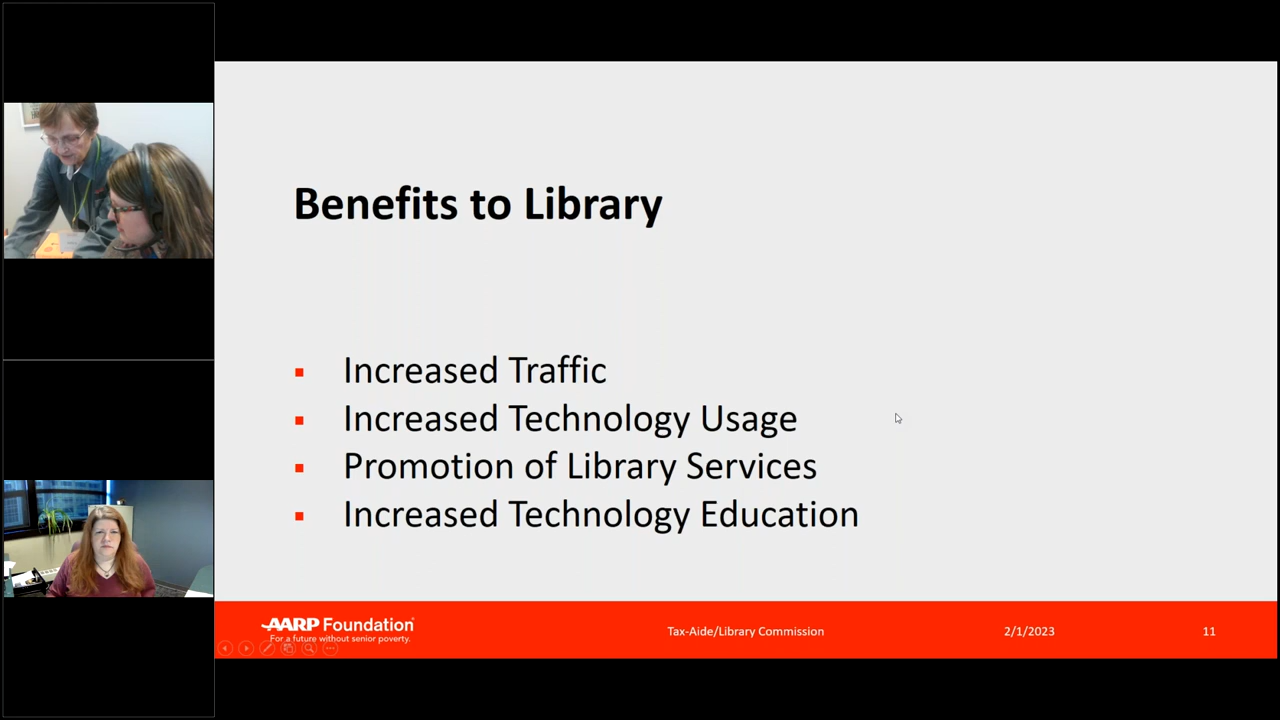 Benefits to Library
Increased Traffic
Increased Technology Usage
Promotion of Library Services
Increased Technology Education
AARP Foundation
For a future without senior poverty.
Tax-Aide/Library Commission
2/1/2023
11